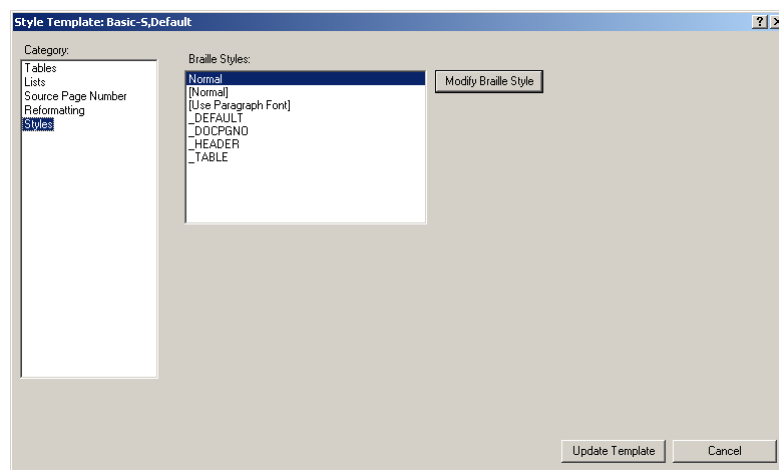 Style Template: Basic-S,Default
Category:
Tables
Lists
Source Page Number
Reformatting
Styles
Braille Styles:
Normal
[Normal]
[Use Paragraph Font]
_DEFAULT
_DOCPGNO
_HEADER
_TABLE
Modify Braille Style
Update Template
Cancel